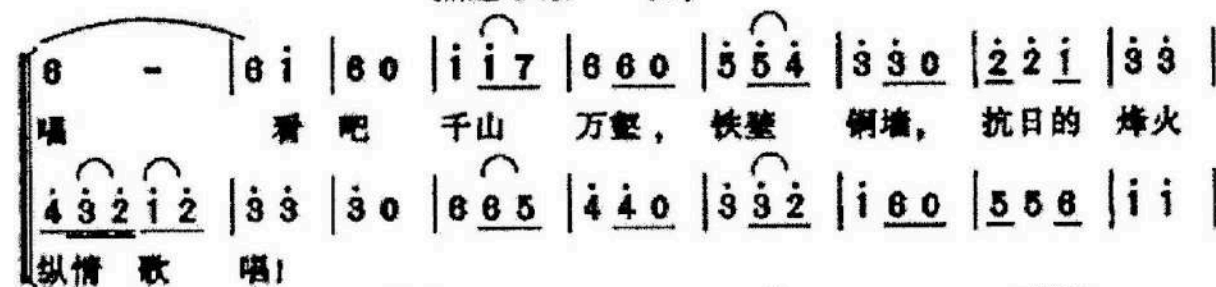 6 - |6 i̇ |6 0 |i̇ i̇ 7 |6 6 0 |5̇ 5̇ 4̇ |3̇ 3̇ 0 |2̇ 2̇ i̇ |3̇ 3̇ |
唱 看 吧 千山 万壑, 铁壁 铜墙, 抗日的 烽火
4̇ 3̇ 2̇ i̇ 2̇ |3̇ 3̇ |3̇ 0 |6 6 5 |4̇ 4̇ 0 |3̇ 3̇ 2̇ |i̇ 6 0 |5 5 6 |i̇ i̇ |
纵情 歌 唱!